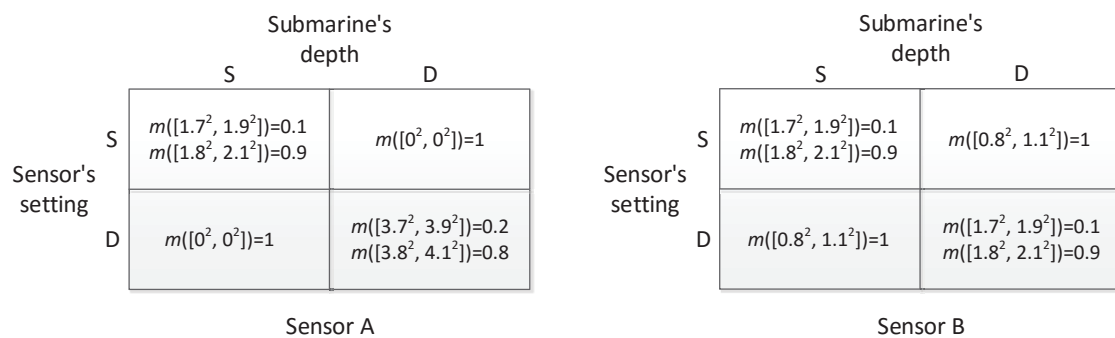 Submarine's
depth
S D
S
m([1.7², 1.9²])=0.1
m([1.8², 2.1²])=0.9
m([0², 0²])=1
Sensor's
setting
D
m([0², 0²])=1
m([3.7², 3.9²])=0.2
m([3.8², 4.1²])=0.8
Sensor A
Submarine's
depth
S D
S
m([1.7², 1.9²])=0.1
m([1.8², 2.1²])=0.9
m([0.8², 1.1²])=1
Sensor's
setting
D
m([0.8², 1.1²])=1
m([1.7², 1.9²])=0.1
m([1.8², 2.1²])=0.9
Sensor B